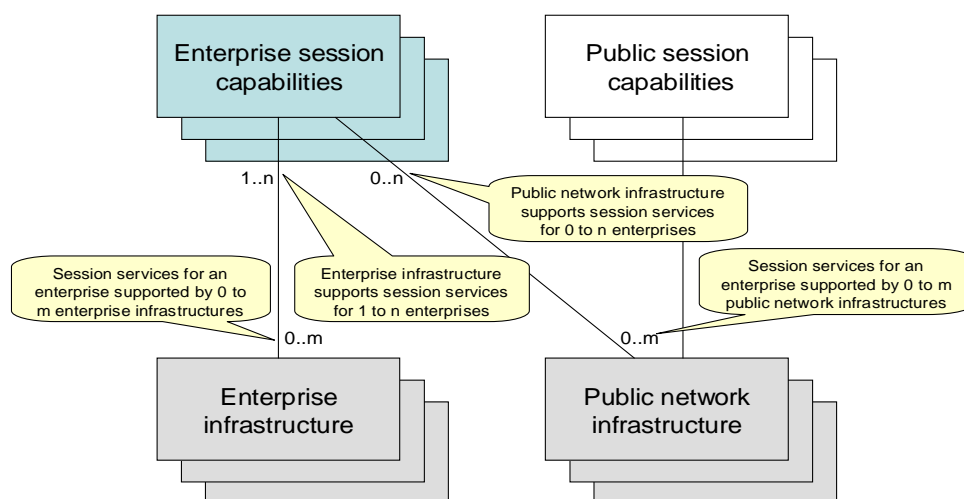 Enterprise session
capabilities
Public session
capabilities
1..n
0..n
Public network infrastructure
supports session services
for 0 to n enterprises
Session services for an
enterprise supported by 0 to
m enterprise infrastructures
Enterprise infrastructure
supports session services
for 1 to n enterprises
Session services for an
enterprise supported by 0 to m
public network infrastructures
0..m
0..m
Enterprise
infrastructure
Public network
infrastructure